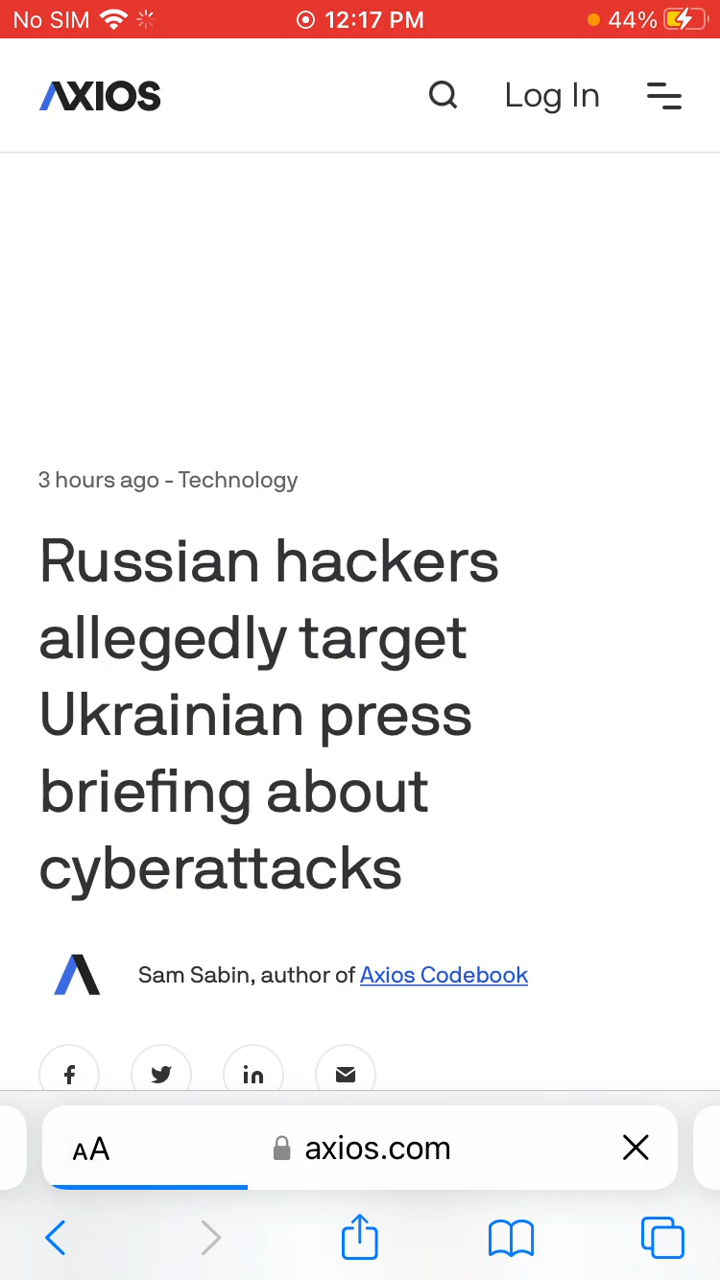 No SIM 12:17 PM 44%
AXIOS Log In
3 hours ago - Technology
Russian hackers
allegedly target
Ukrainian press
briefing about
cyberattacks
Sam Sabin, author of Axios Codebook
AA axios.com